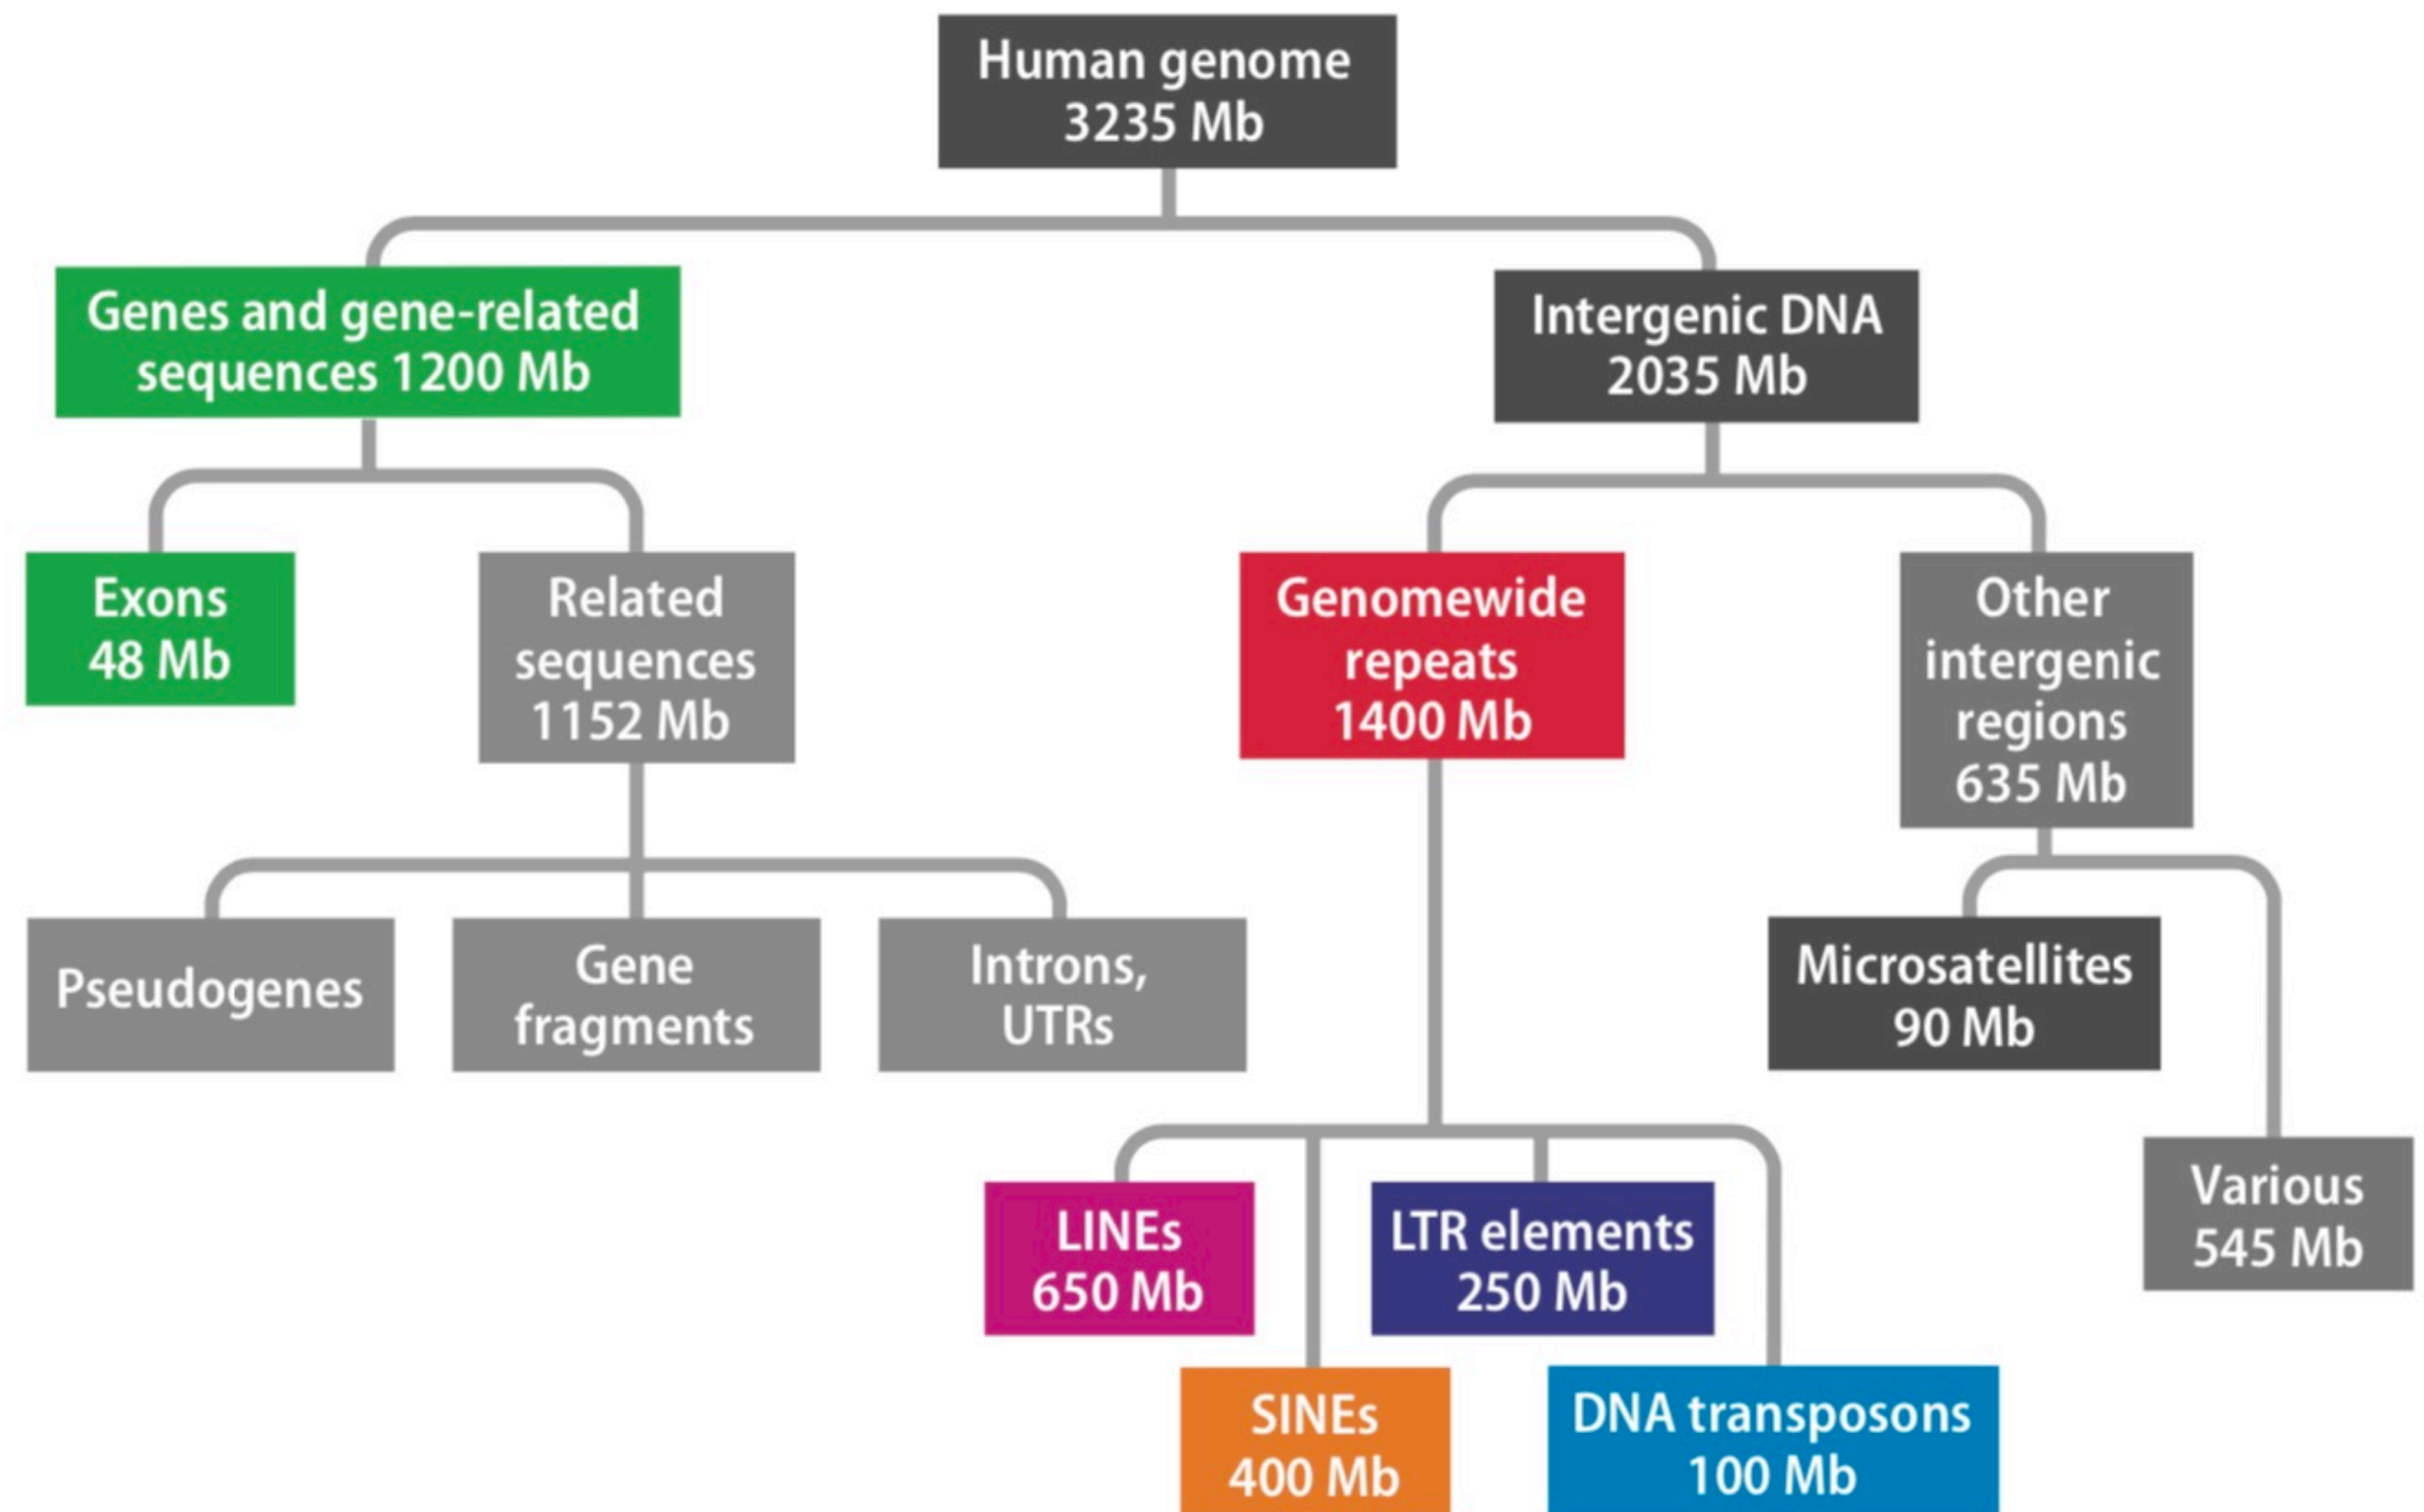 Human genome
3235 Mb
Genes and gene-related
sequences 1200 Mb
Intergenic DNA
2035 Mb
Exons
48 Mb
Related
sequences
1152 Mb
Genomewide
repeats
1400 Mb
Other
intergenic
regions
635 Mb
Pseudogenes
Gene
fragments
Introns,
UTRs
Microsatellites
90 Mb
LINEs
650 Mb
LTR elements
250 Mb
Various
545 Mb
SINEs
400 Mb
DNA transposons
100 Mb